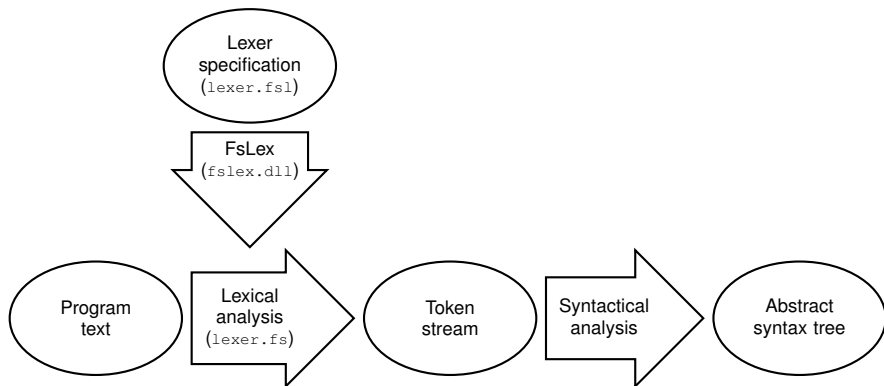 Lexer
specification
(lexer.fsl)
FsLex
(fslex.dll)
Program
text
Lexical
analysis
(lexer.fs)
Token
stream
Syntactical
analysis
Abstract
syntax tree